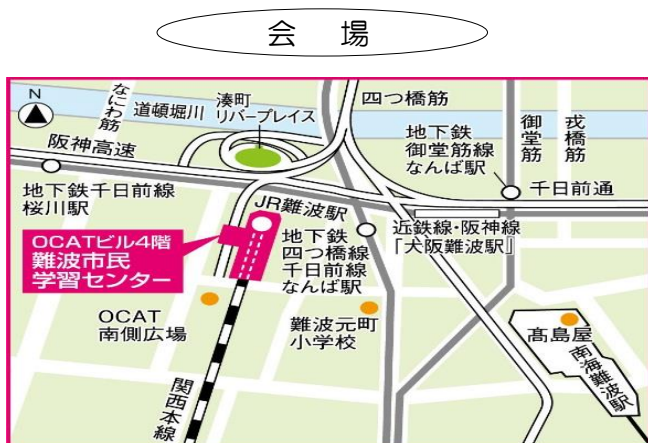 会 場
N
なにわ筋
道頓堀川
湊町
リバープレイス
四つ橋筋
阪神高速
地下鉄
御堂筋線
なんば駅
御堂筋
戎橋筋
千日前通
地下鉄千日前線
桜川駅
JR難波駅
近鉄線・阪神線
「大阪難波駅」
OCATビル4階
難波市民
学習センター
地下鉄
四つ橋線
千日前線
なんば駅
OCAT
南側広場
難波元町
小学校
髙島屋
南海難波駅
関西本線